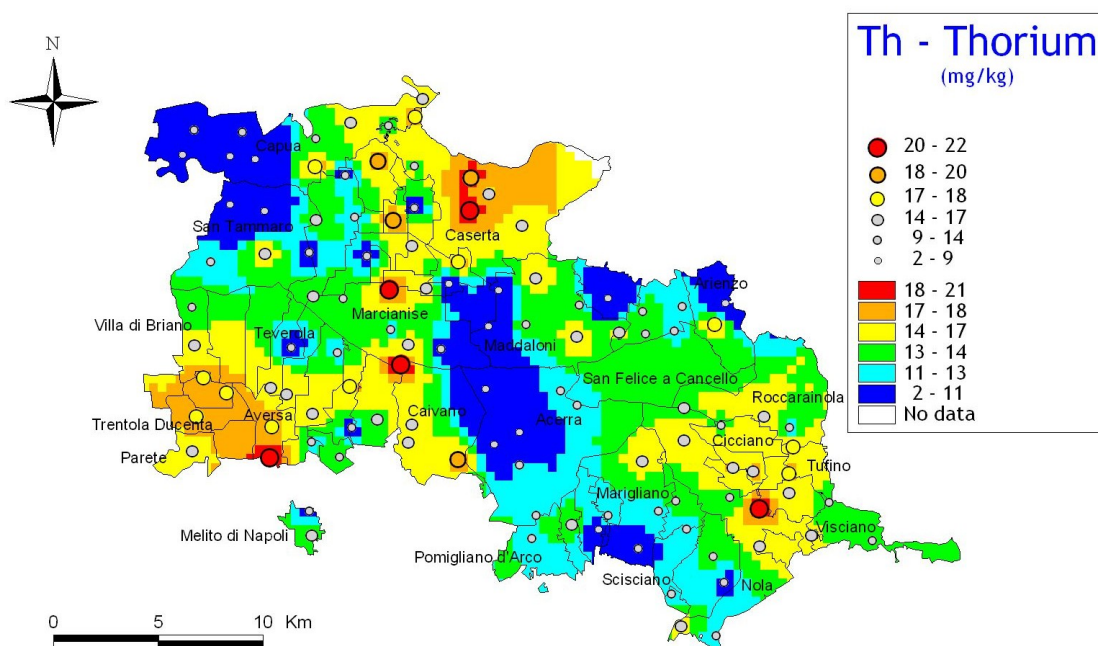 Th - Thorium
(mg/kg)
N
20 - 22
18 - 20
17 - 18
14 - 17
9 - 14
2 - 9
18 - 21
17 - 18
14 - 17
13 - 14
11 - 13
2 - 11
No data
Capua
San Tammaro
Caserta
Arienzo
Villa di Briano
Marcianise
Teverola
Maddaloni
San Felice a Cancello
Roccarainola
Trentola Ducenta
Aversa
Caivano
Acerra
Cicciano
Parete
Tufino
Marigliano
Visciano
Melito di Napoli
Pomigliano d'Arco
Scisciano
Nola
0 5 10 Km